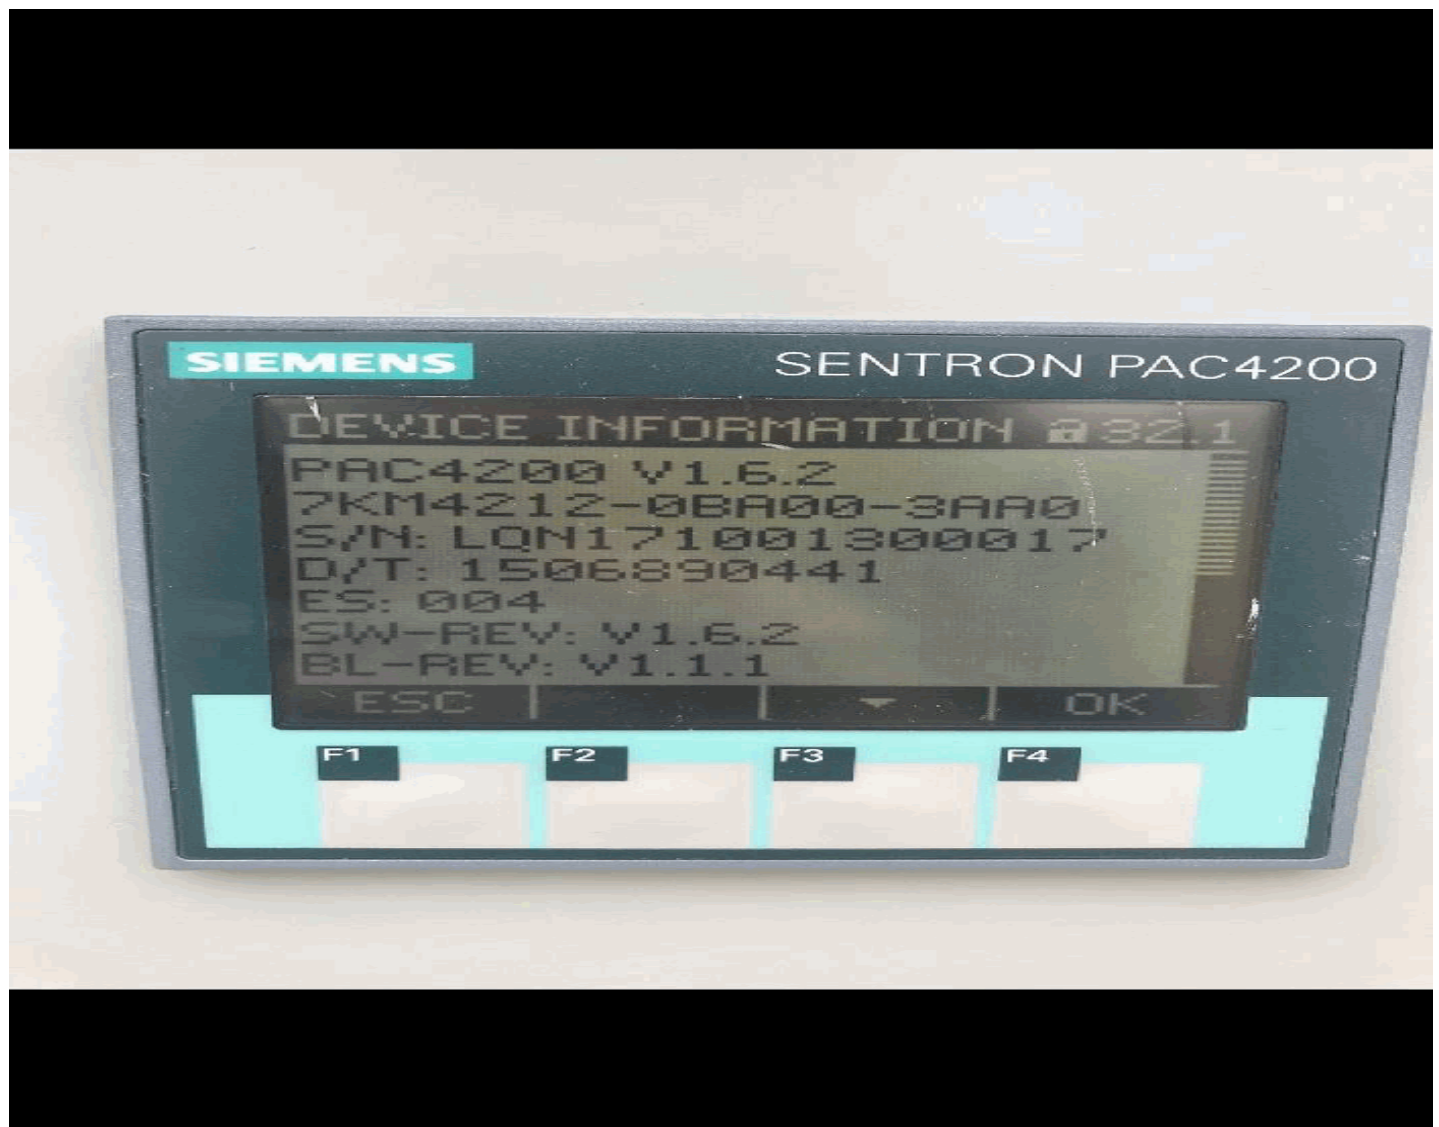 SIEMENS
SENTRON PAC4200
DEVICE INFORMATION 32.1
PAC4200 V1.6.2
7KM4212-0BA00-3AA0
S/N: LQN171001300017
D/T: 1506890441
ES: 004
SW-REV: V1.6.2
BL-REV: V1.1.1
ESC OK
F1 F2 F3 F4